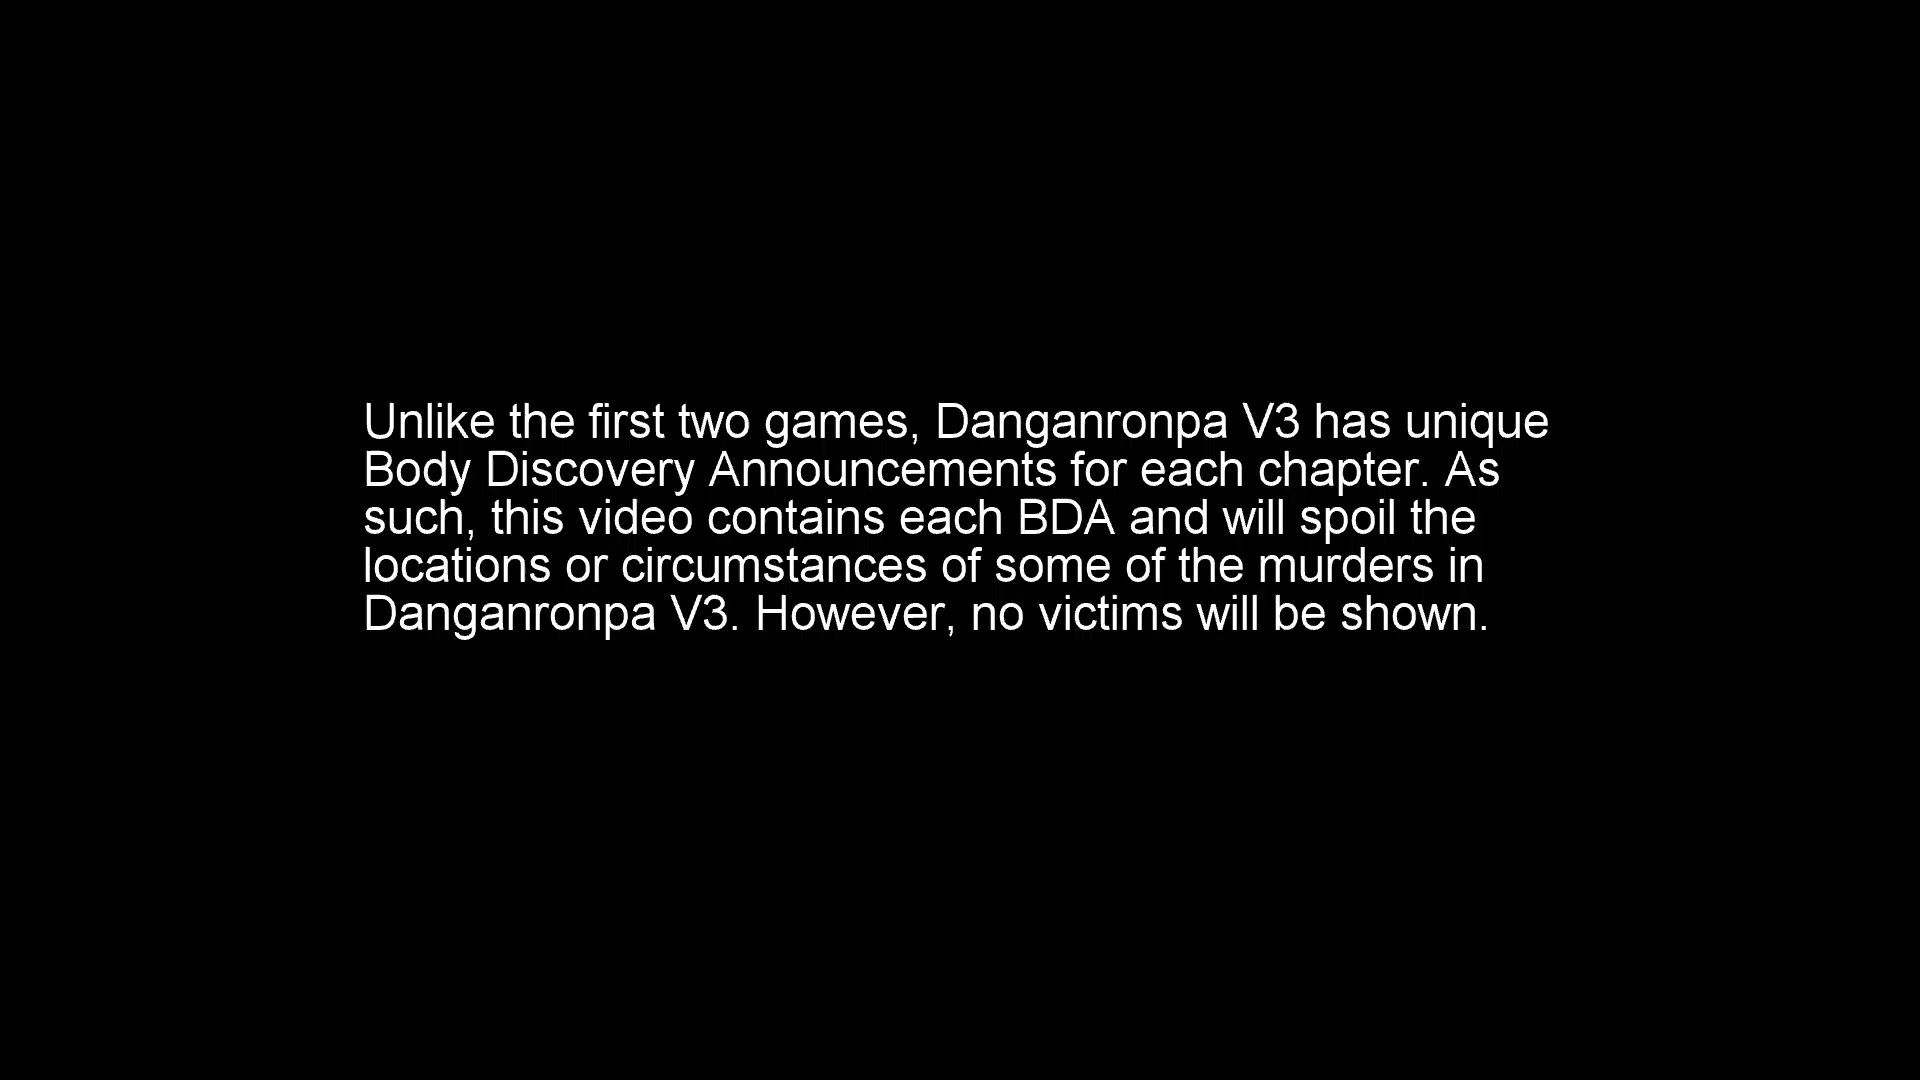 Unlike the first two games, Danganronpa V3 has unique
Body Discovery Announcements for each chapter. As
such, this video contains each BDA and will spoil the
locations or circumstances of some of the murders in
Danganronpa V3. However, no victims will be shown.